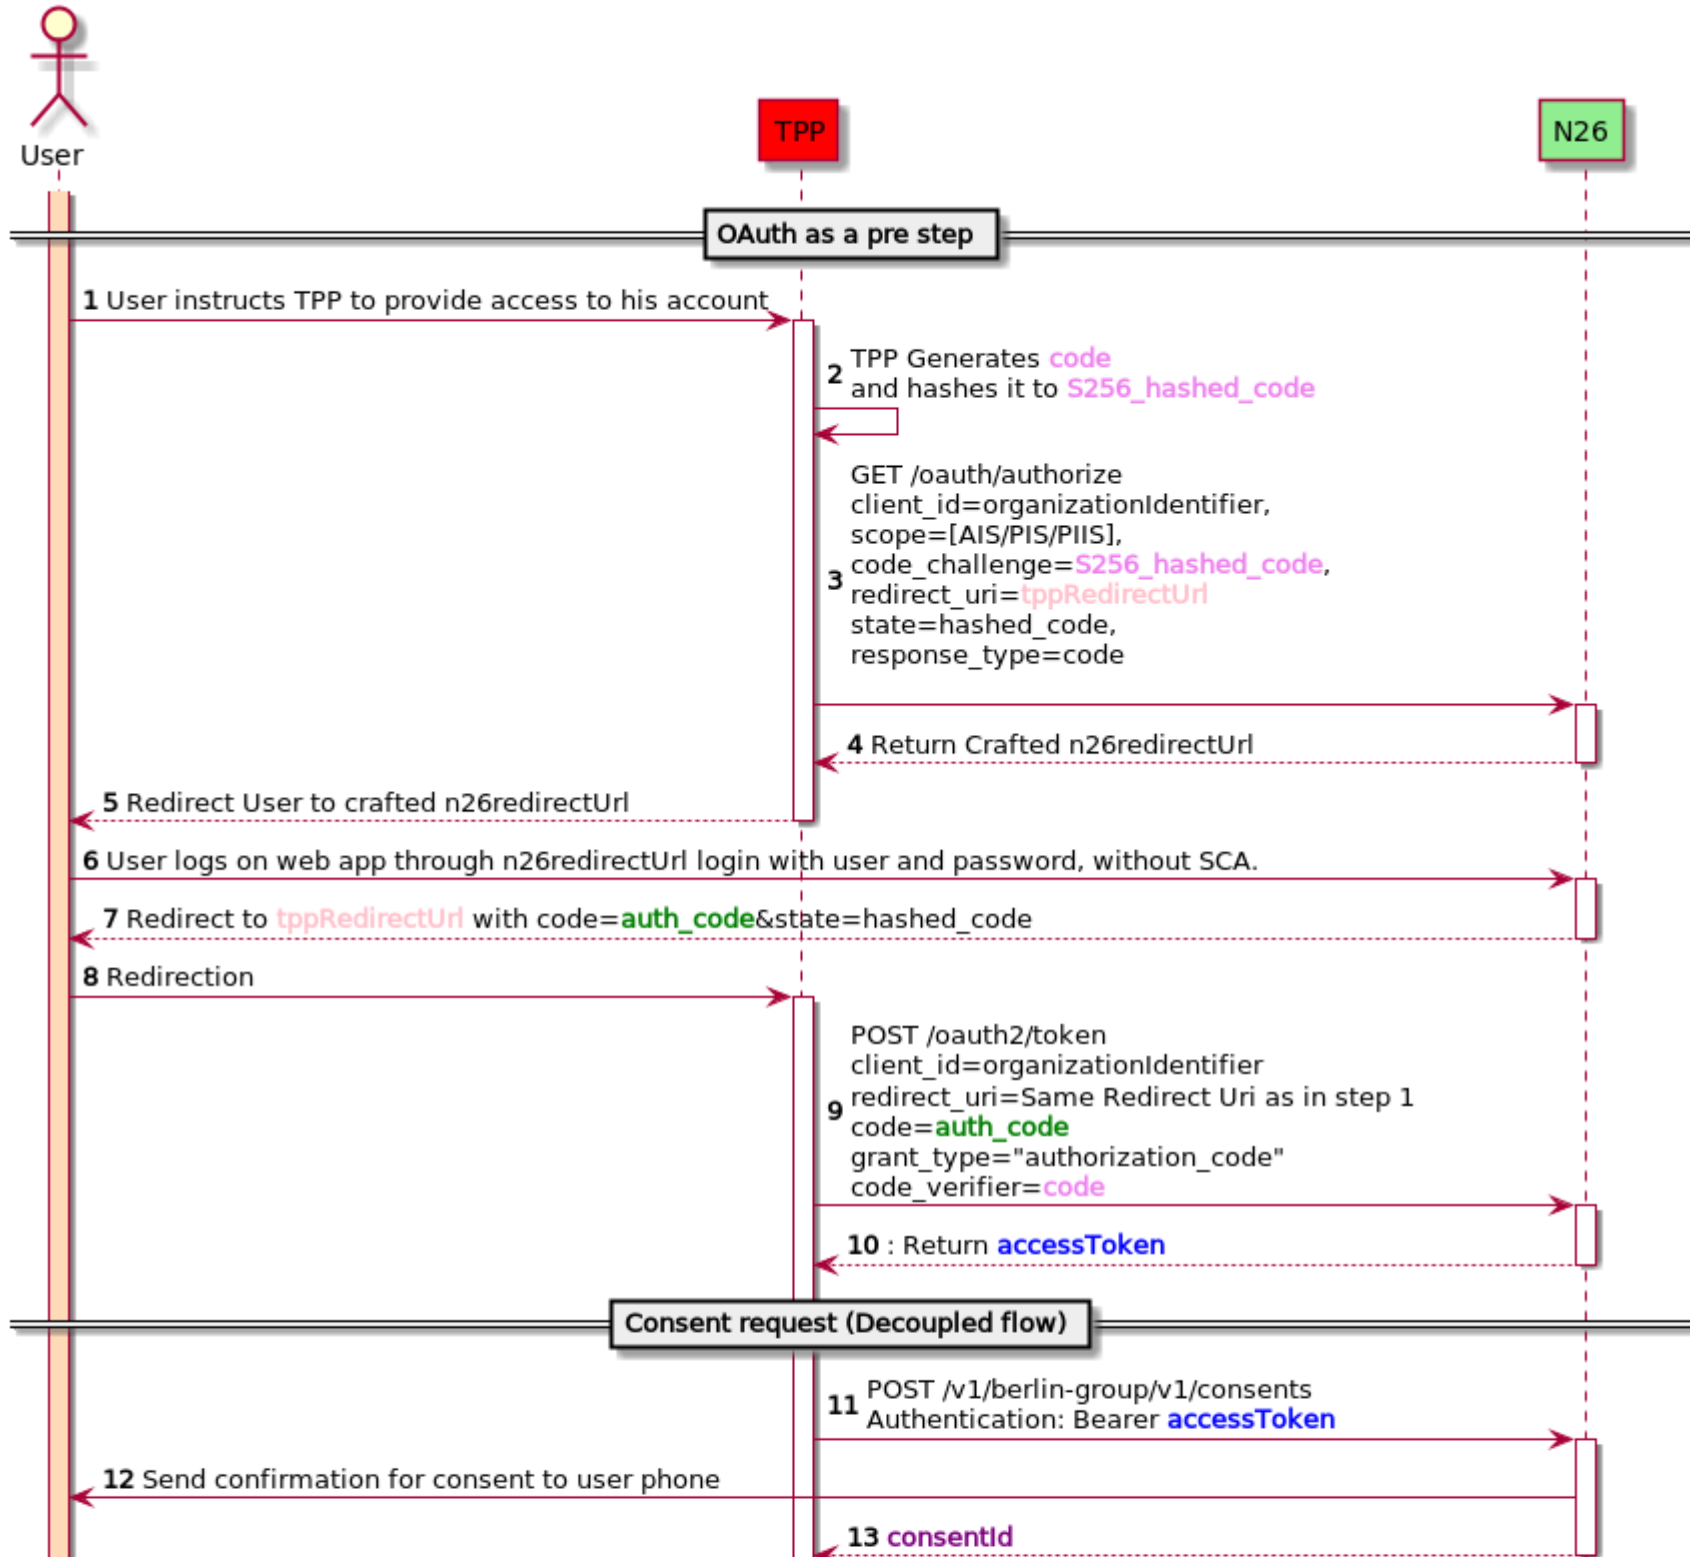 User
TPP
N26
OAuth as a pre step
1 User instructs TPP to provide access to his account
2 TPP Generates code
and hashes it to S256_hashed_code
GET /oauth/authorize
client_id=organizationIdentifier,
scope=[AIS/PIS/PIIS],
code_challenge=S256_hashed_code,
3 redirect_uri=tppRedirectUrl
state=hashed_code,
response_type=code
4 Return Crafted n26redirectUrl
5 Redirect User to crafted n26redirectUrl
6 User logs on web app through n26redirectUrl login with user and password, without SCA.
7 Redirect to tppRedirectUrl with code=auth_code&state=hashed_code
8 Redirection
POST /oauth2/token
client_id=organizationIdentifier
9 redirect_uri=Same Redirect Uri as in step 1
code=auth_code
grant_type="authorization_code"
code_verifier=code
10 : Return accessToken
Consent request (Decoupled flow)
11 POST /v1/berlin-group/v1/consents
Authentication: Bearer accessToken
12 Send confirmation for consent to user phone
13 consentId